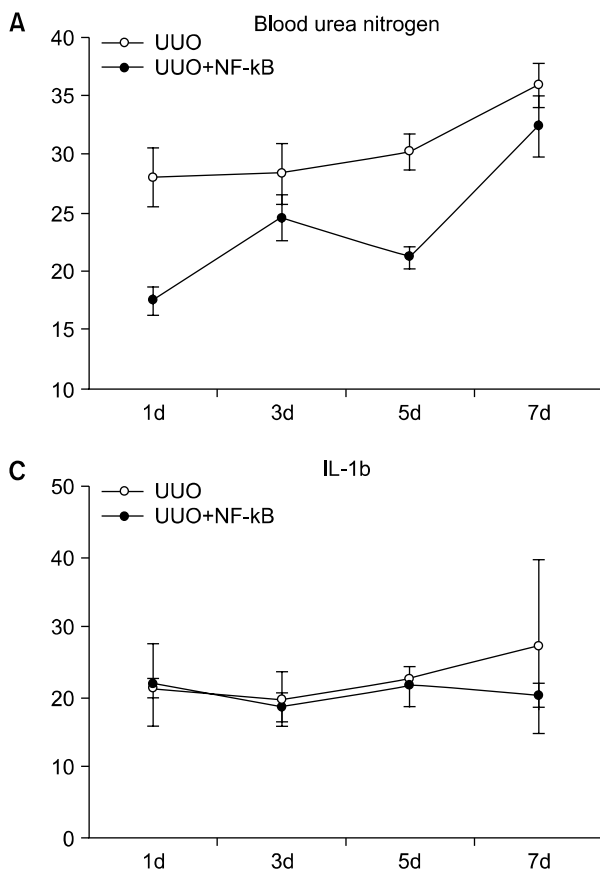 A
Blood urea nitrogen
40
UUO
UUO+NF-kB
35
30
25
20
15
10
1d 3d 5d 7d
C
IL-1b
50
UUO
UUO+NF-kB
40
30
20
10
0
1d 3d 5d 7d